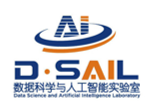 AI
D·SAIL
数据科学与人工智能实验室
Data Science and Artificial Intelligence Laboratory